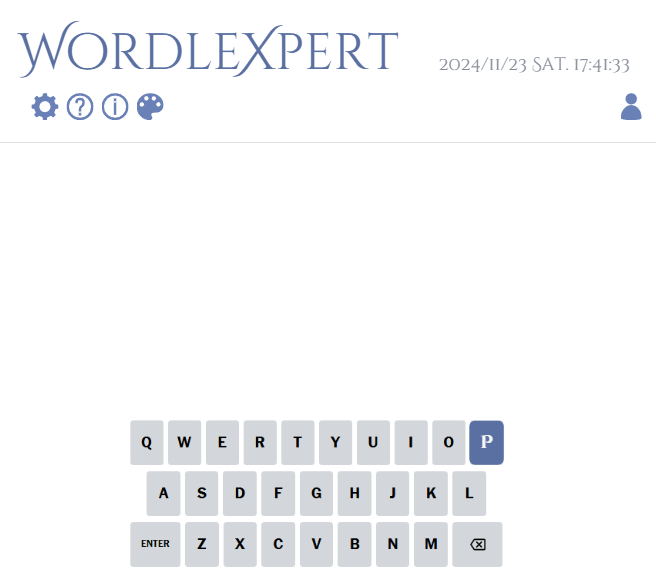 WORDLEXPERT
2024/11/23 SAT. 17:41:33
Q W E R T Y U I O P
A S D F G H J K L
ENTER Z X C V B N M